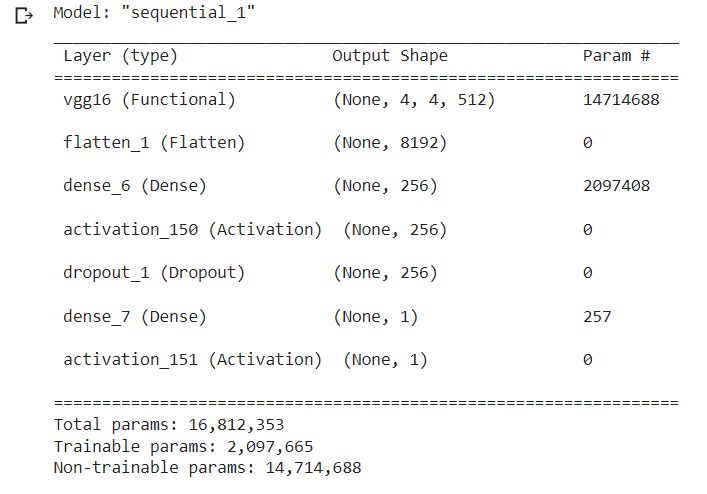 Model: "sequential_1"
_________________________________________________________________
Layer (type) Output Shape Param #
=================================================================
vgg16 (Functional) (None, 4, 4, 512) 14714688
flatten_1 (Flatten) (None, 8192) 0
dense_6 (Dense) (None, 256) 2097408
activation_150 (Activation) (None, 256) 0
dropout_1 (Dropout) (None, 256) 0
dense_7 (Dense) (None, 1) 257
activation_151 (Activation) (None, 1) 0
=================================================================
Total params: 16,812,353
Trainable params: 2,097,665
Non-trainable params: 14,714,688